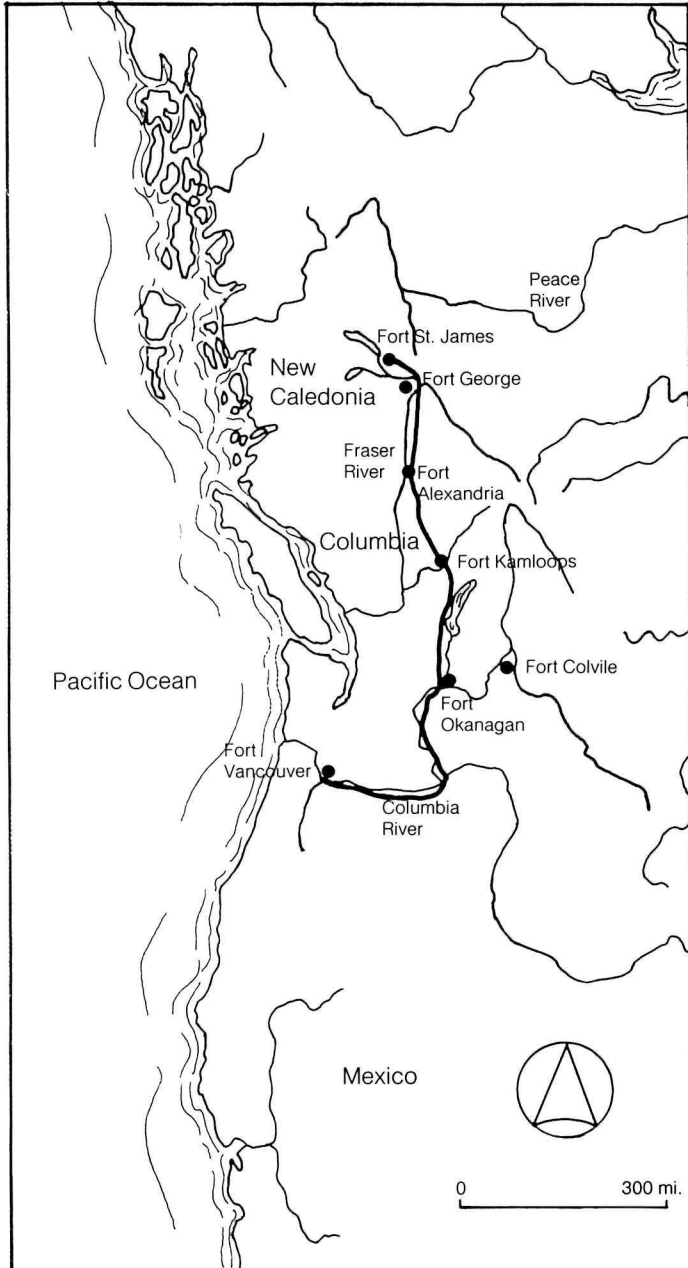 Peace
River
Fort St. James
New
Caledonia
Fort George
Fraser
River
Fort
Alexandria
Columbia
Fort Kamloops
Pacific Ocean
Fort Colvile
Fort
Okanagan
Fort
Vancouver
Columbia
River
Mexico
0 300 mi.